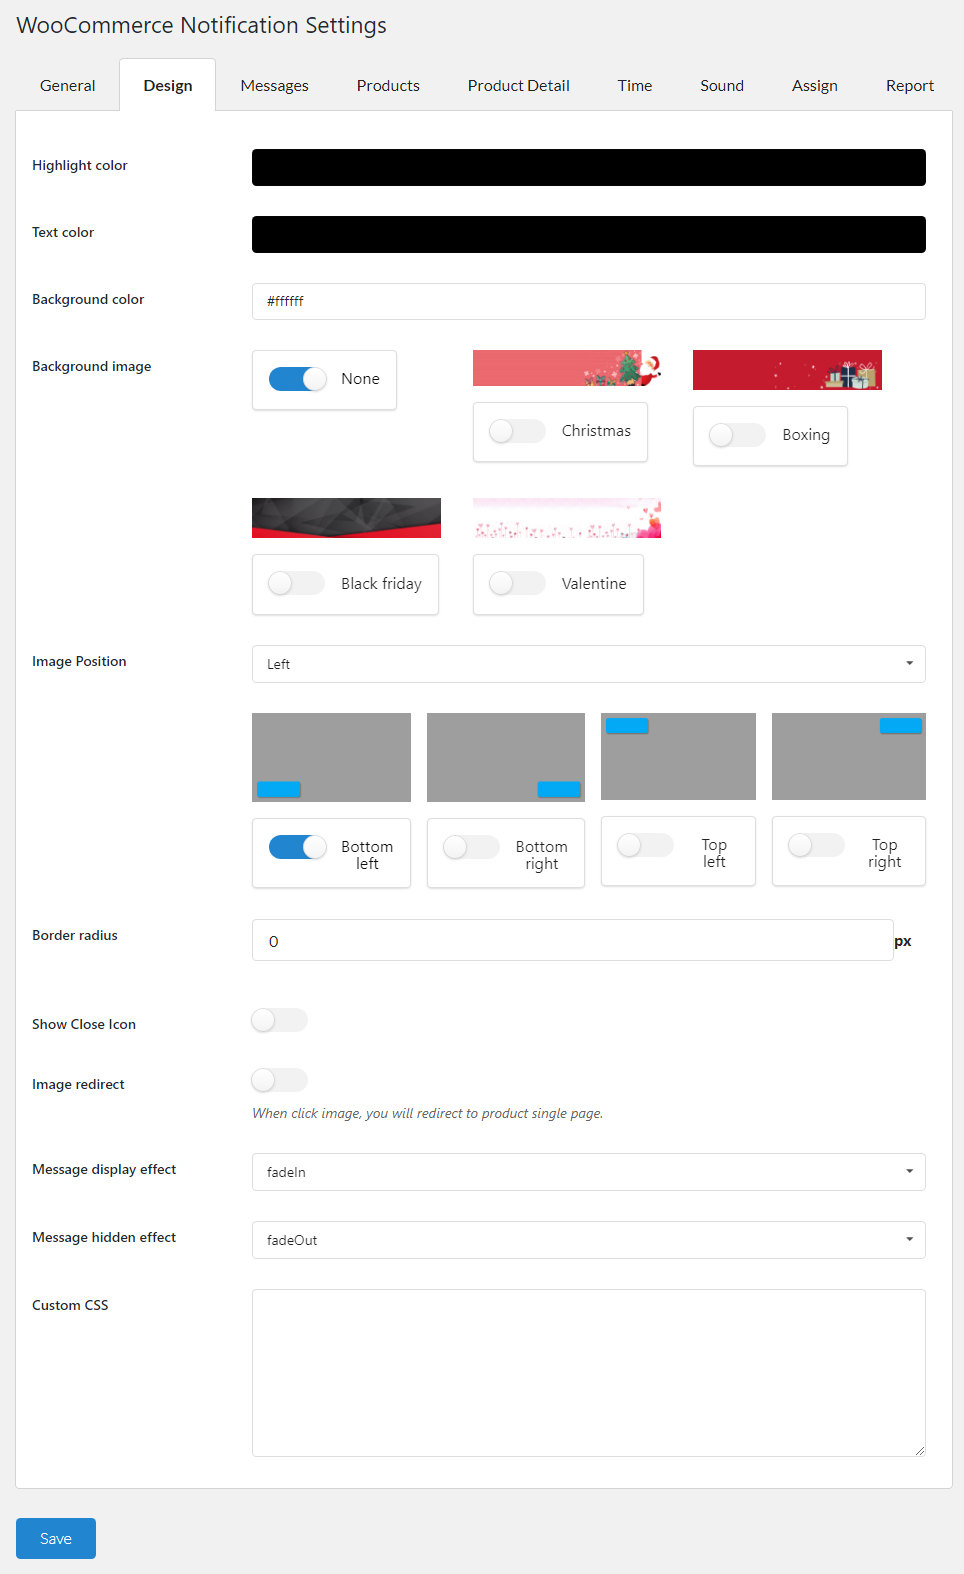 WooCommerce Notification Settings
General Design Messages Products Product Detail Time Sound Assign Report
Highlight color
Text color
Background color #ffffff
Background image None
Christmas
Boxing
Black friday Valentine
Image Position Left
Bottom left
Bottom right
Top left
Top right
Border radius 0 px
Show Close Icon
Image redirect
When click image, you will redirect to product single page.
Message display effect fadeIn
Message hidden effect fadeOut
Custom CSS
Save